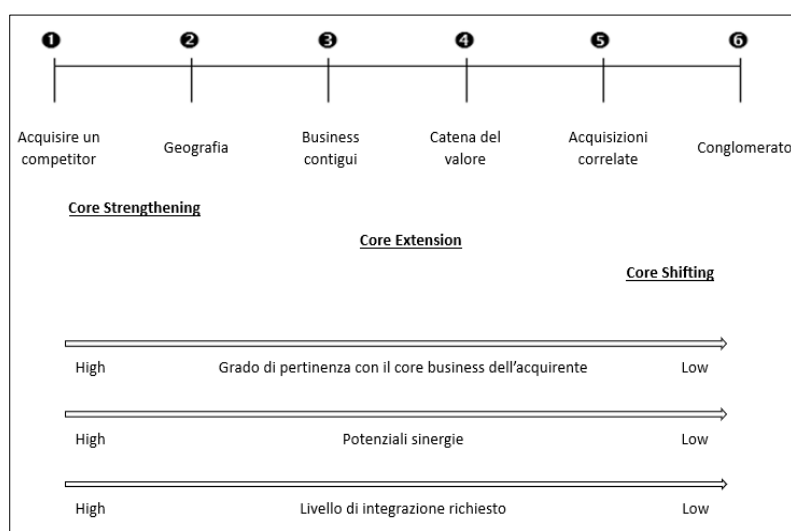 ❶ ❷ ❸ ❹ ❺ ❻
Acquisire un competitor
Geografia
Business contigui
Catena del valore
Acquisizioni correlate
Conglomerato
Core Strengthening
Core Extension
Core Shifting
High Grado di pertinenza con il core business dell'acquirente Low
High Potenziali sinergie Low
High Livello di integrazione richiesto Low